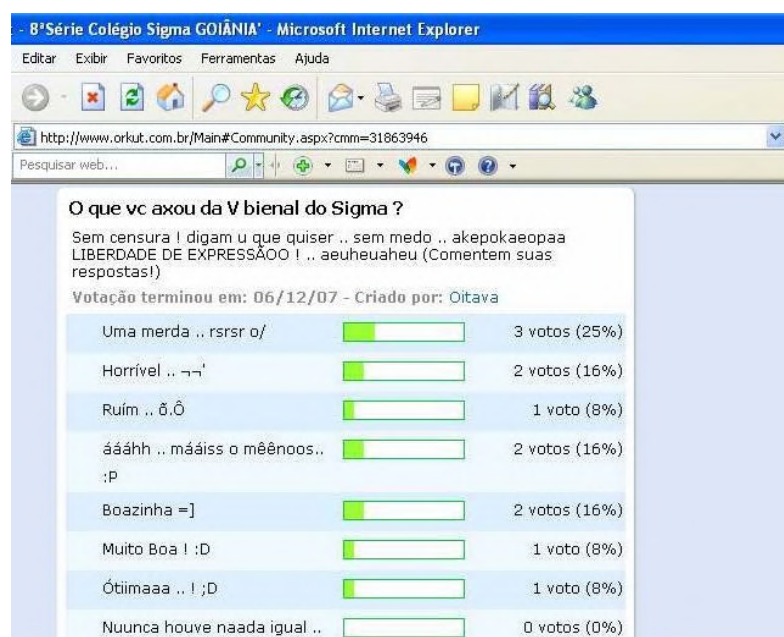 - 8ªSérie Colégio Sigma GOIÂNIA' - Microsoft Internet Explorer
Editar Exibir Favoritos Ferramentas Ajuda
http://www.orkut.com.br/Main#Community.aspx?cmm=31863946
Pesquisar web...
O que vc axou da V bienal do Sigma ?
Sem censura ! digam u que quiser .. sem medo .. akepokaeopaa
LIBERDADE DE EXPRESSÃOO ! .. aeuheuaheu (Comentem suas
respostas!)
Votação terminou em: 06/12/07 - Criado por: Oitava
Uma merda .. rsrsr o/ 3 votos (25%)
Horrível .. ¬¬' 2 votos (16%)
Ruím .. õ.Ô 1 voto (8%)
áááhh .. mááiss o mêênoos.. 2 votos (16%)
:P
Boazinha =] 2 votos (16%)
Muito Boa ! :D 1 voto (8%)
Ótiimaaa .. ! ;D 1 voto (8%)
Nuunca houve naada igual .. 0 votos (0%)